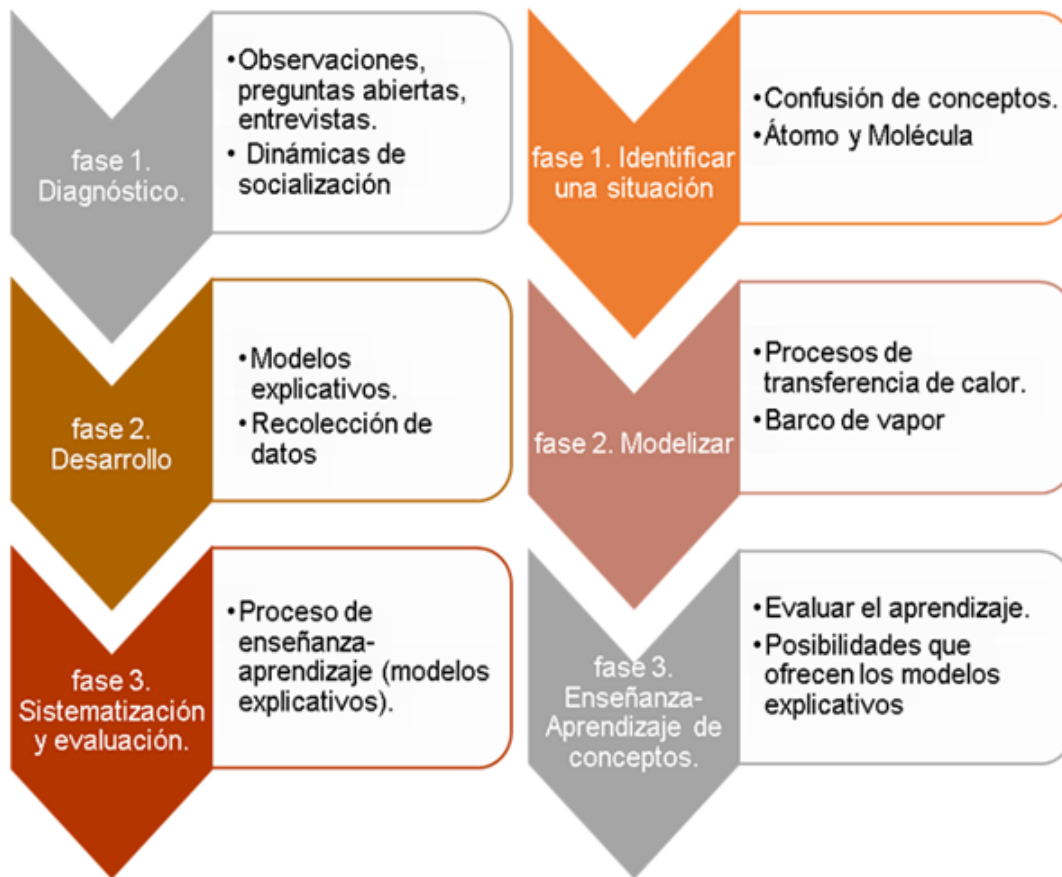 fase 1.
Diagnóstico.
•Observaciones,
preguntas abiertas,
entrevistas.
• Dinámicas de
socialización
fase 2.
Desarrollo
•Modelos
explicativos.
•Recolección de
datos
fase 3.
Sistematización
y evaluación.
•Proceso de
enseñanza-
aprendizaje (modelos
explicativos).
fase 1. Identificar
una situación
•Confusión de conceptos.
•Átomo y Molécula
fase 2. Modelizar
•Procesos de
transferencia de calor.
•Barco de vapor
fase 3.
Enseñanza-
Aprendizaje de
conceptos.
•Evaluar el aprendizaje.
•Posibilidades que
ofrecen los modelos
explicativos